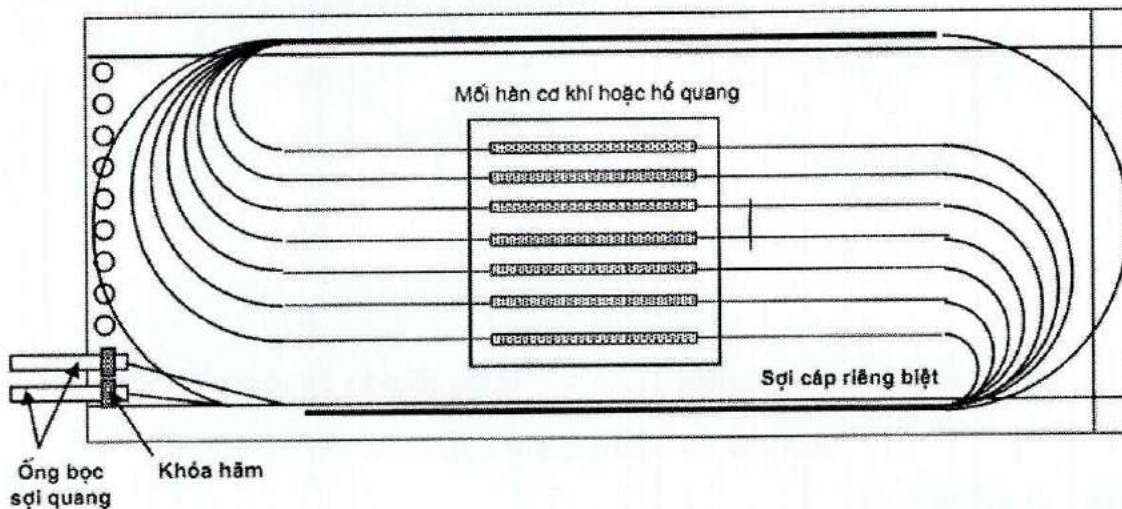 Mối hàn cơ khí hoặc hồ quang
Sợi cáp riêng biệt
Ống bọc
sợi quang
Khóa hãm